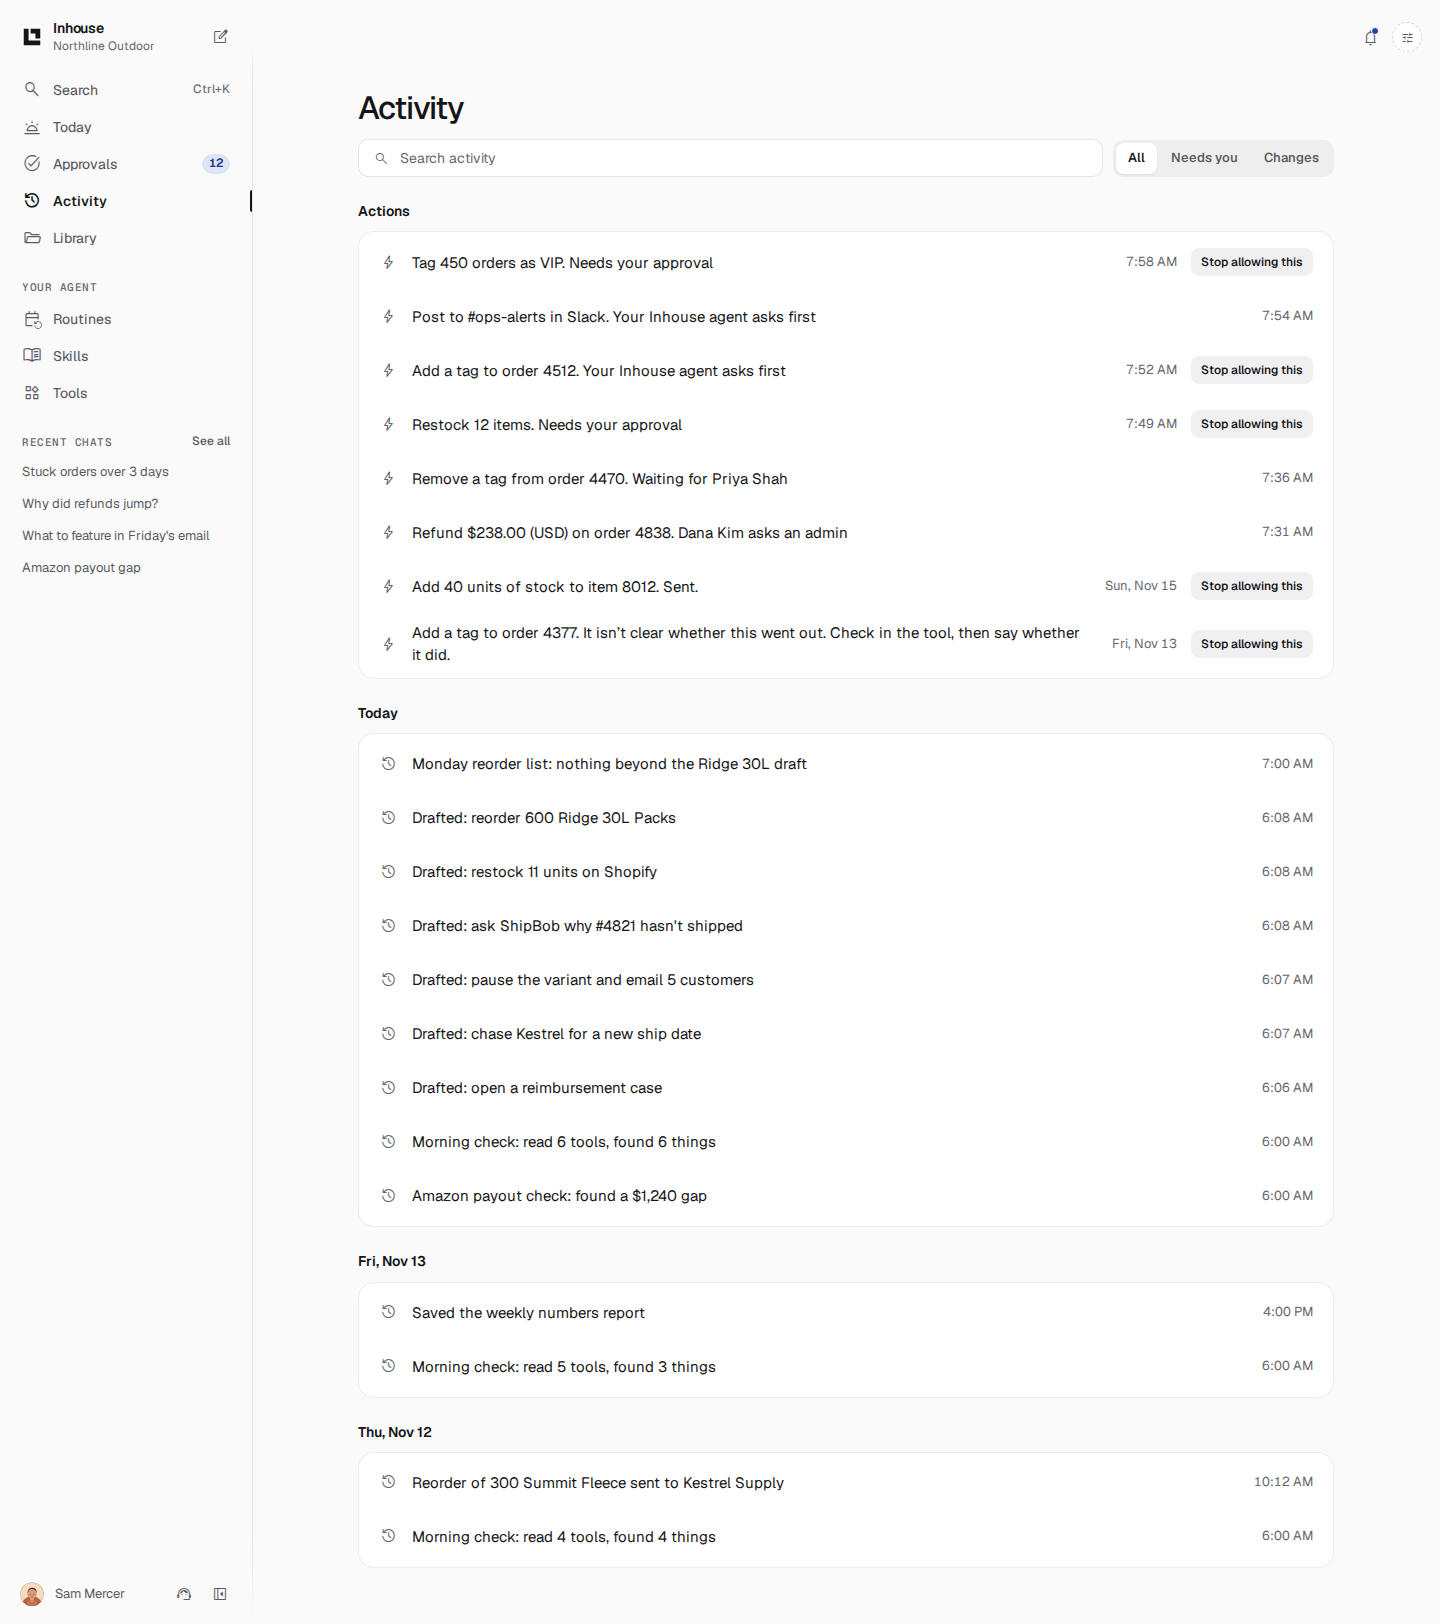 Inhouse
Northline Outdoor
Search Ctrl+K
Today
Approvals 12
Activity
Library
YOUR AGENT
Routines
Skills
Tools
RECENT CHATS See all
Stuck orders over 3 days
Why did refunds jump?
What to feature in Friday's email
Amazon payout gap
Sam Mercer
Activity
Search activity
All Needs you Changes
Actions
Tag 450 orders as VIP. Needs your approval 7:58 AM Stop allowing this
Post to #ops-alerts in Slack. Your Inhouse agent asks first 7:54 AM
Add a tag to order 4512. Your Inhouse agent asks first 7:52 AM Stop allowing this
Restock 12 items. Needs your approval 7:49 AM Stop allowing this
Remove a tag from order 4470. Waiting for Priya Shah 7:36 AM
Refund $238.00 (USD) on order 4838. Dana Kim asks an admin 7:31 AM
Add 40 units of stock to item 8012. Sent. Sun, Nov 15 Stop allowing this
Add a tag to order 4377. It isn’t clear whether this went out. Check in the tool, then say whether
it did. Fri, Nov 13 Stop allowing this
Today
Monday reorder list: nothing beyond the Ridge 30L draft 7:00 AM
Drafted: reorder 600 Ridge 30L Packs 6:08 AM
Drafted: restock 11 units on Shopify 6:08 AM
Drafted: ask ShipBob why #4821 hasn't shipped 6:08 AM
Drafted: pause the variant and email 5 customers 6:07 AM
Drafted: chase Kestrel for a new ship date 6:07 AM
Drafted: open a reimbursement case 6:06 AM
Morning check: read 6 tools, found 6 things 6:00 AM
Amazon payout check: found a $1,240 gap 6:00 AM
Fri, Nov 13
Saved the weekly numbers report 4:00 PM
Morning check: read 5 tools, found 3 things 6:00 AM
Thu, Nov 12
Reorder of 300 Summit Fleece sent to Kestrel Supply 10:12 AM
Morning check: read 4 tools, found 4 things 6:00 AM